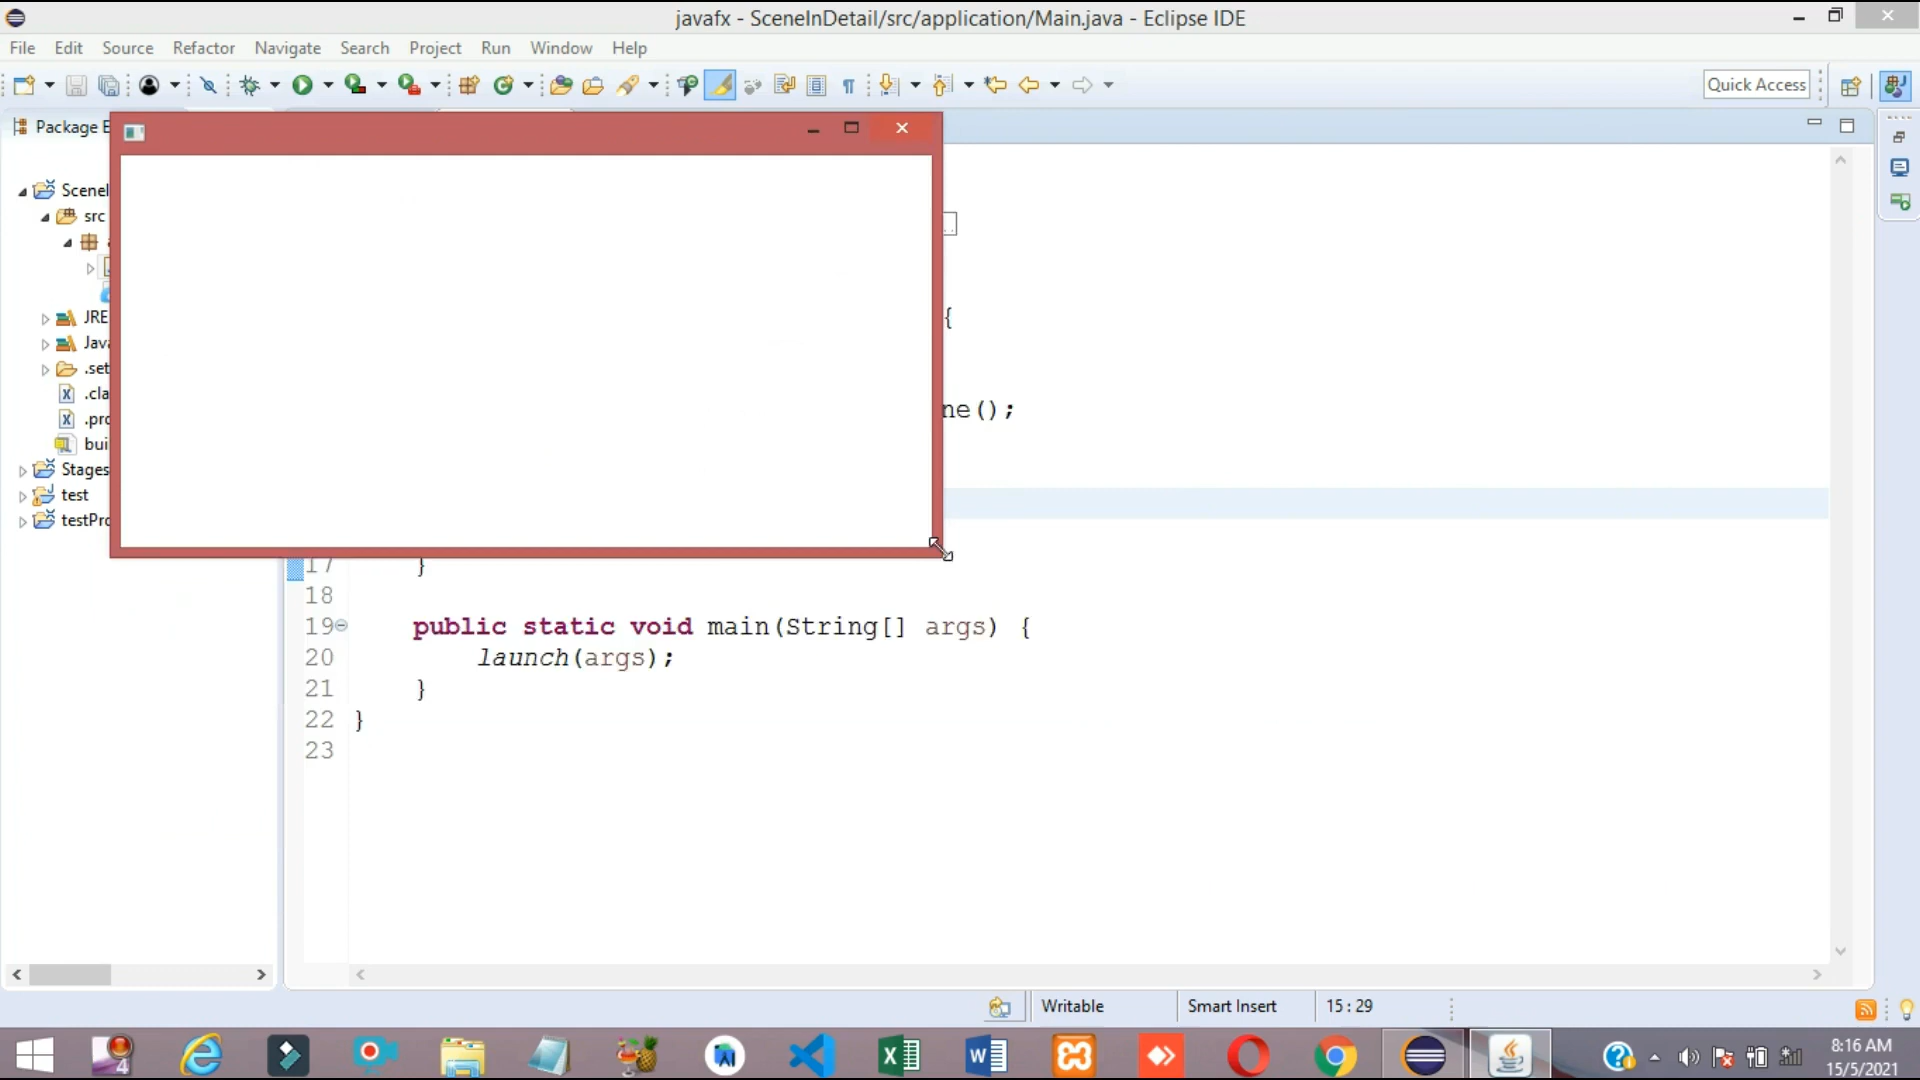 javafx - SceneInDetail/src/application/Main.java - Eclipse IDE
File Edit Source Refactor Navigate Search Project Run Window Help
Quick Access
Package E
SceneI
src
{
JRE
Java
.set
.cla
ne();
.pro
bui
Stages
test
testPro
17 }
18
19 public static void main(String[] args) {
20 launch(args);
21 }
22 }
23
Writable Smart Insert 15 : 29
8:16 AM
15/5/2021